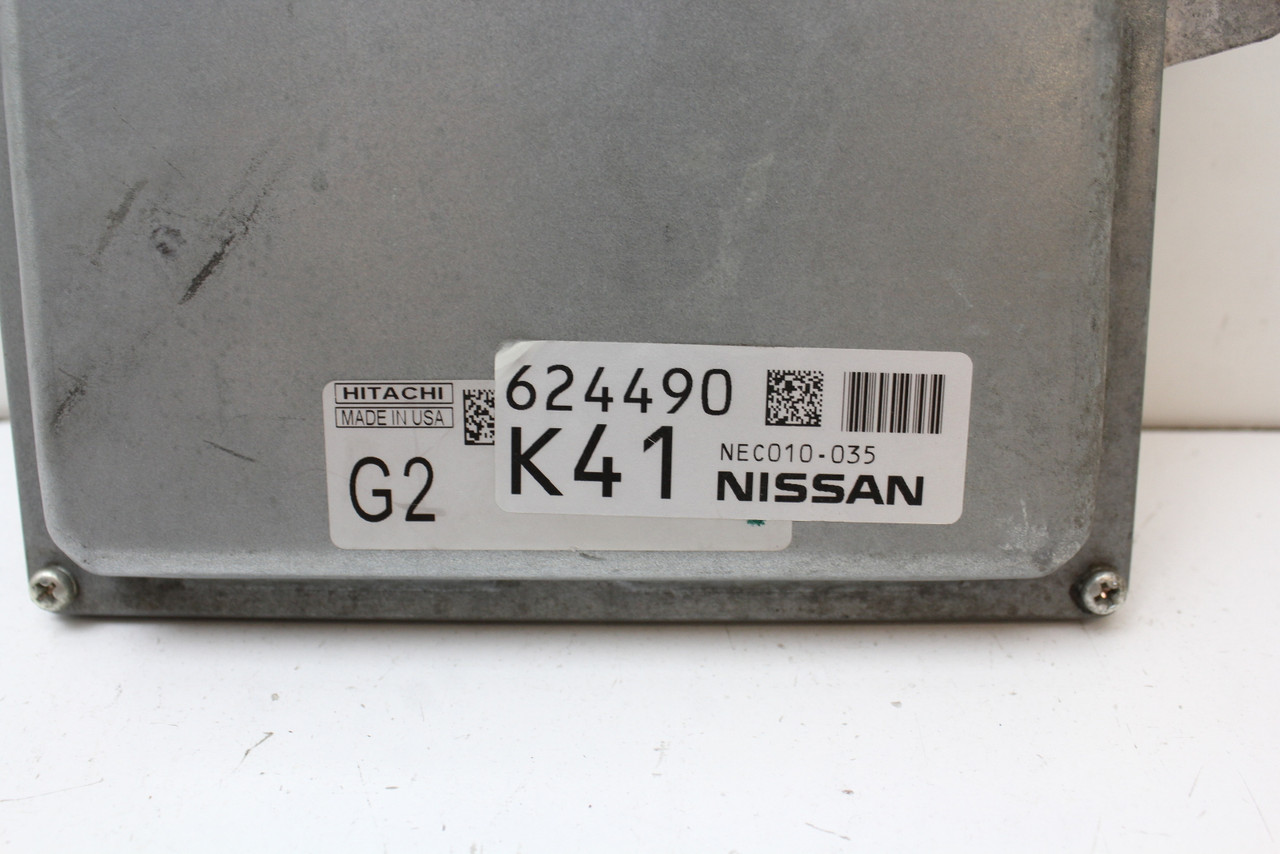 HITACHI
MADE IN USA
G2
624490
K41
NEC010-035
NISSAN